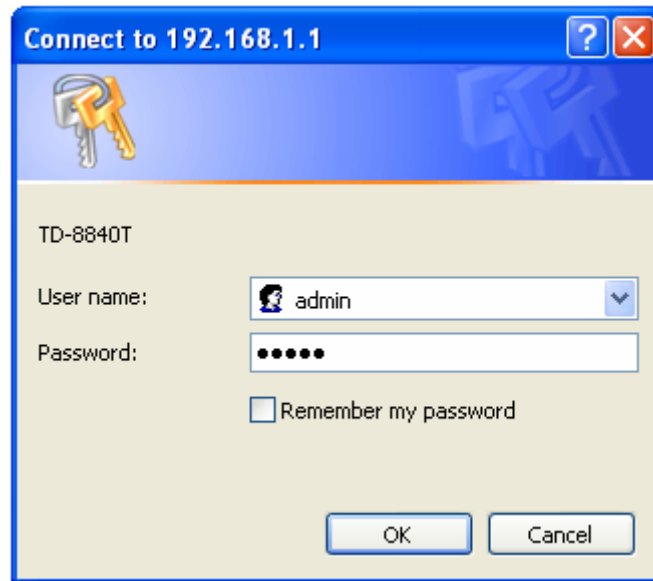 Connect to 192.168.1.1
TD-8840T
User name: admin
Password: •••••
Remember my password
OK Cancel